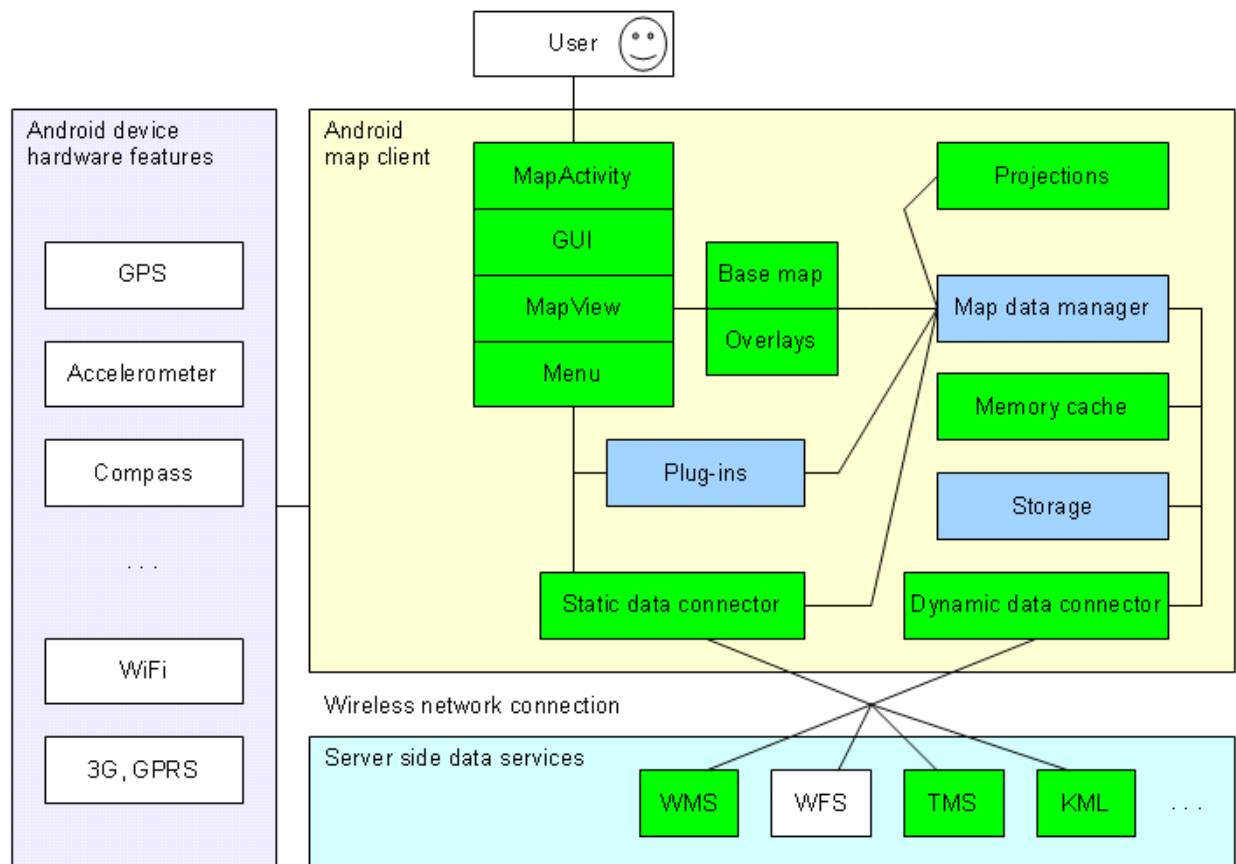 User
Android device
hardware features
GPS
Accelerometer
Compass
. . .
WiFi
3G, GPRS
Android
map client
MapActivity
GUI
MapView
Menu
Base map
Overlays
Projections
Map data manager
Memory cache
Plug-ins
Storage
Static data connector
Dynamic data connector
Wireless network connection
Server side data services
WMS
WFS
TMS
KML
. . .